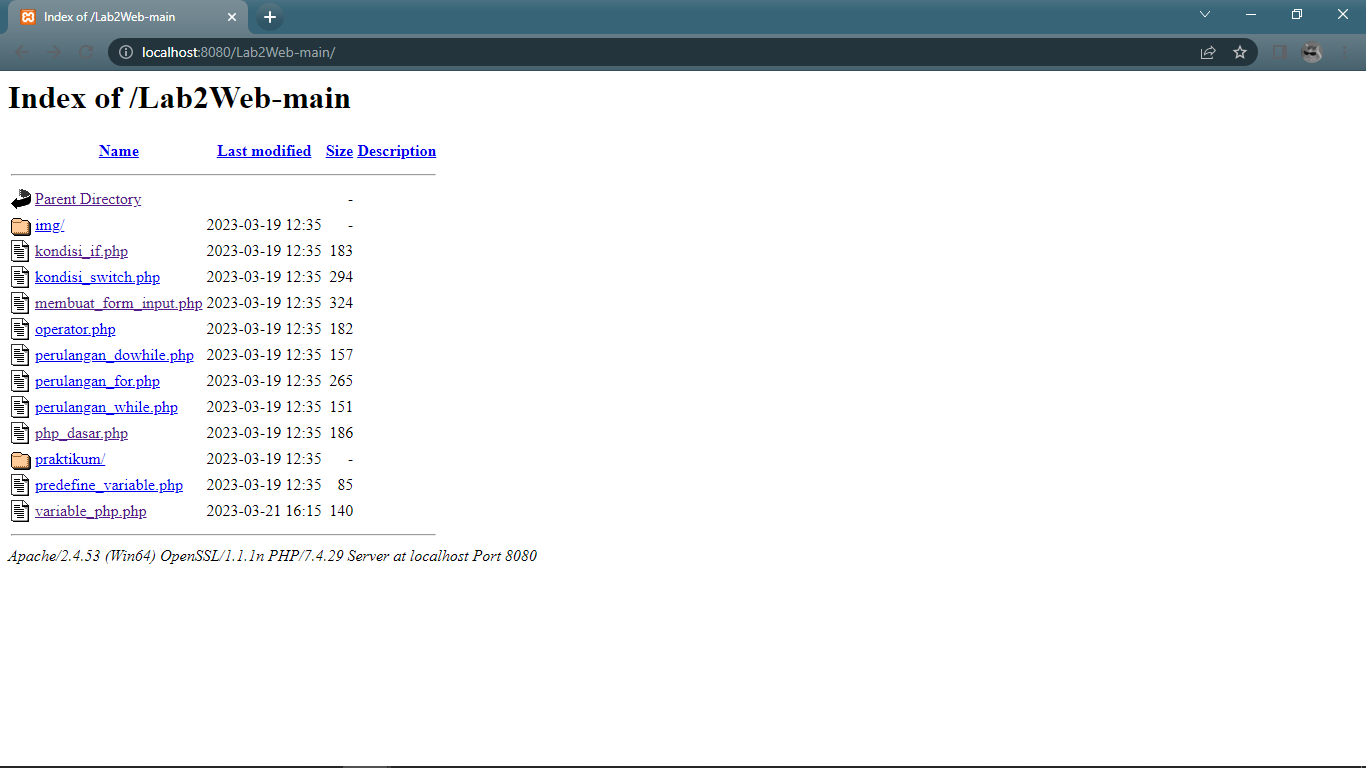 Index of /Lab2Web-main
localhost:8080/Lab2Web-main/
Index of /Lab2Web-main
Name Last modified Size Description
Parent Directory -
img/ 2023-03-19 12:35 -
kondisi_if.php 2023-03-19 12:35 183
kondisi_switch.php 2023-03-19 12:35 294
membuat_form_input.php 2023-03-19 12:35 324
operator.php 2023-03-19 12:35 182
perulangan_dowhile.php 2023-03-19 12:35 157
perulangan_for.php 2023-03-19 12:35 265
perulangan_while.php 2023-03-19 12:35 151
php_dasar.php 2023-03-19 12:35 186
praktikum/ 2023-03-19 12:35 -
predefine_variable.php 2023-03-19 12:35 85
variable_php.php 2023-03-21 16:15 140
Apache/2.4.53 (Win64) OpenSSL/1.1.1n PHP/7.4.29 Server at localhost Port 8080